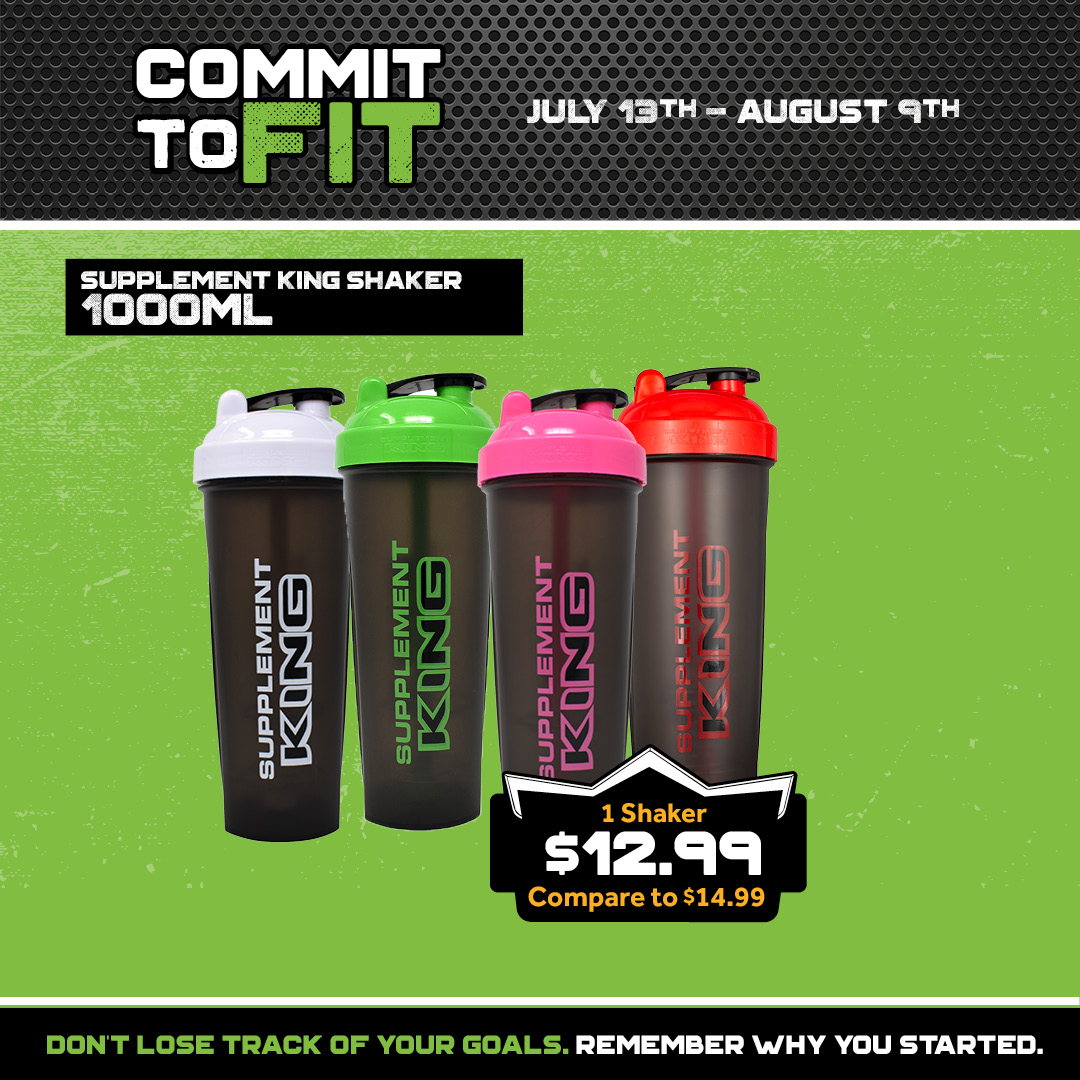 COMMIT
TO FIT
JULY 13TH – AUGUST 9TH
SUPPLEMENT KING SHAKER
1000ML
SUPPLEMENT
KING
SUPPLEMENT
KING
SUPPLEMENT
KING
SUPPLEMENT
KING
1 Shaker
$12.99
Compare to $14.99
DON'T LOSE TRACK OF YOUR GOALS. REMEMBER WHY YOU STARTED.